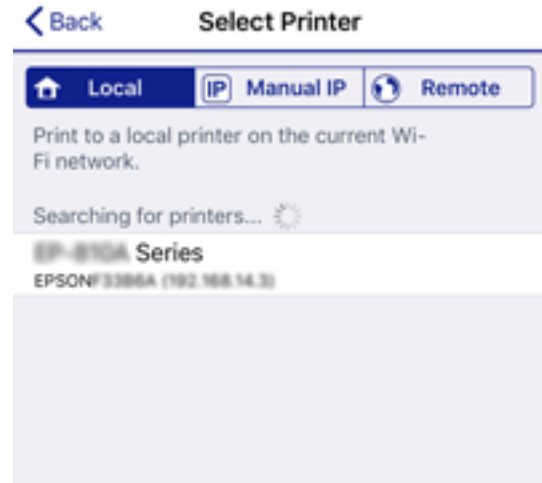 Back Select Printer
Local IP Manual IP Remote
Print to a local printer on the current Wi-
Fi network.
Searching for printers...
Series
EPSON